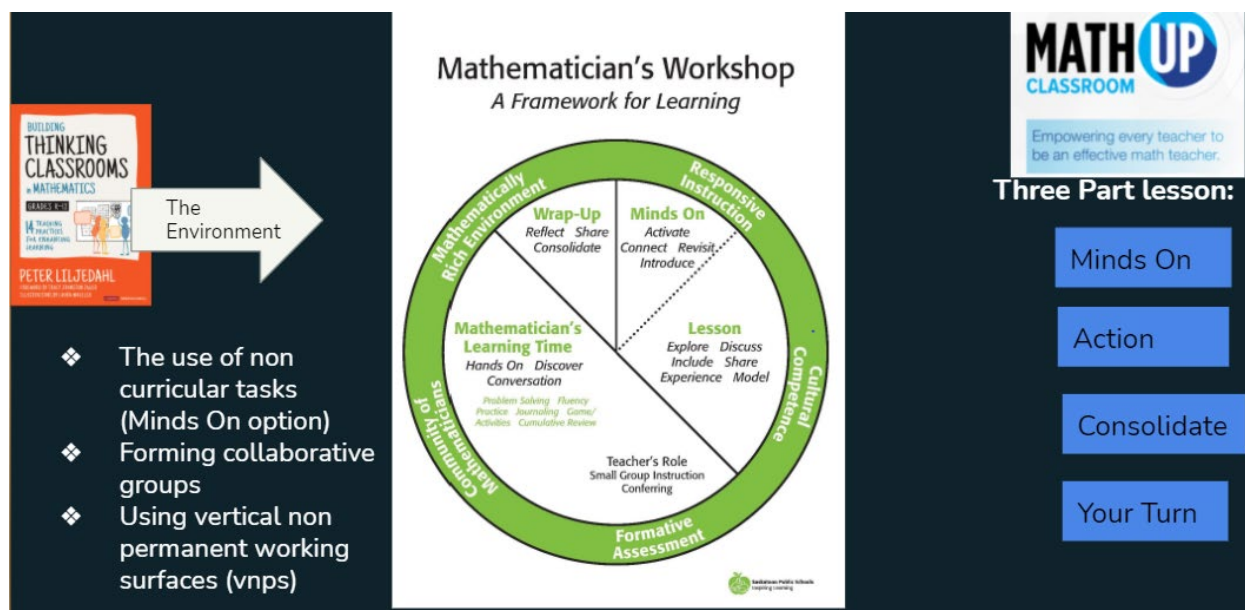 BUILDING
THINKING
CLASSROOMS
IN MATHEMATICS
GRADES K-12
14 TEACHING
PRACTICES
FOR ENHANCING
LEARNING
PETER LILJEDAHL
The
Environment
❖ The use of non
curricular tasks
(Minds On option)
❖ Forming collaborative
groups
❖ Using vertical non
permanent working
surfaces (vnps)
Mathematician's Workshop
A Framework for Learning
Mathematically
Rich Environment
Responsive
Instruction
Cultural
Competence
Formative
Assessment
Community of
Mathematicians
Wrap-Up
Reflect Share
Consolidate
Minds On
Activate
Connect Revisit
Introduce
Mathematician's
Learning Time
Hands On Discover
Conversation
Problem Solving Fluency
Practice Journaling Game/
Activities Cumulative Review
Lesson
Explore Discuss
Include Share
Experience Model
Teacher's Role
Small Group Instruction
Conferring
Saskatoon Public Schools
Inspiring Learning
MATH UP
CLASSROOM
Empowering every teacher to
be an effective math teacher.
Three Part lesson:
Minds On
Action
Consolidate
Your Turn